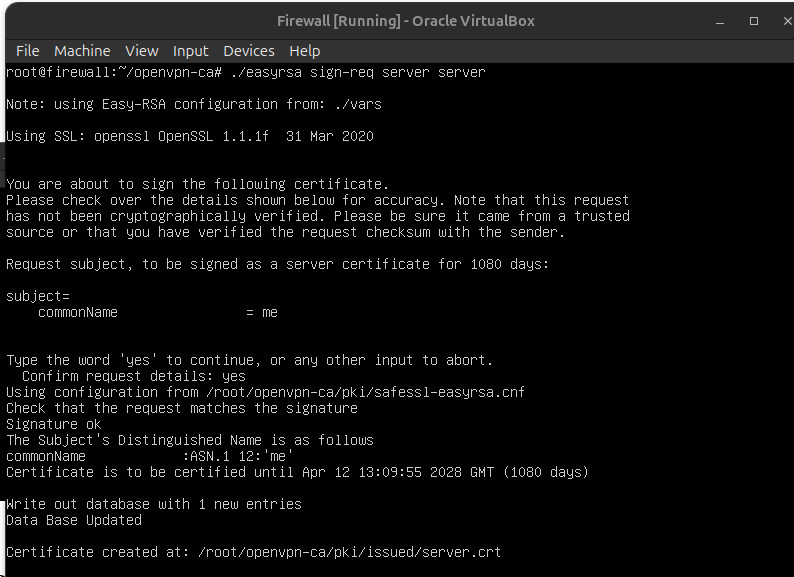 Firewall [Running] - Oracle VirtualBox
File Machine View Input Devices Help
root@firewall:~/openvpn-ca# ./easyrsa sign-req server server
Note: using Easy-RSA configuration from: ./vars
Using SSL: openssl OpenSSL 1.1.1f  31 Mar 2020
You are about to sign the following certificate.
Please check over the details shown below for accuracy. Note that this request
has not been cryptographically verified. Please be sure it came from a trusted
source or that you have verified the request checksum with the sender.
Request subject, to be signed as a server certificate for 1080 days:
subject=
    commonName                = me
Type the word 'yes' to continue, or any other input to abort.
  Confirm request details: yes
Using configuration from /root/openvpn-ca/pki/safessl-easyrsa.cnf
Check that the request matches the signature
Signature ok
The Subject's Distinguished Name is as follows
commonName            :ASN.1 12:'me'
Certificate is to be certified until Apr 12 13:09:55 2028 GMT (1080 days)
Write out database with 1 new entries
Data Base Updated
Certificate created at: /root/openvpn-ca/pki/issued/server.crt